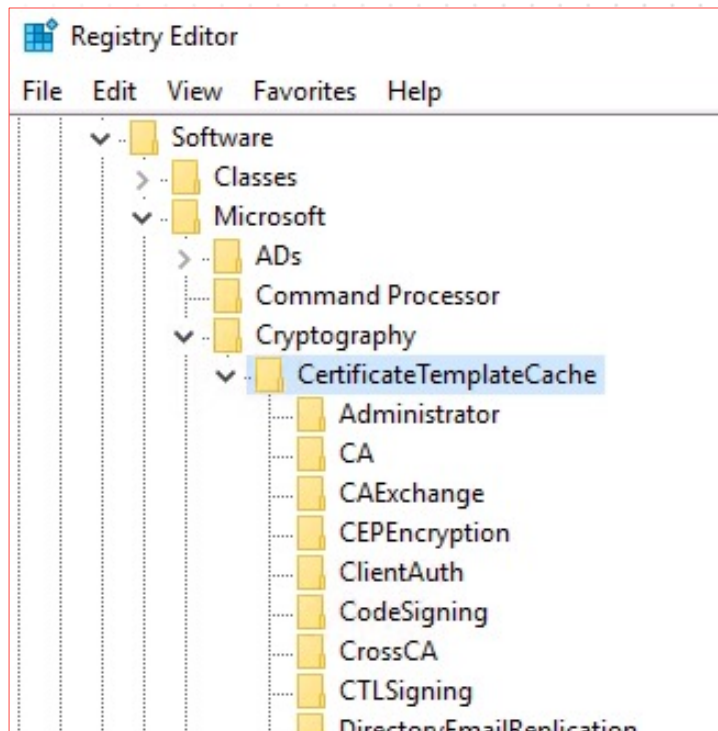 Registry Editor
File Edit View Favorites Help
Software
Classes
Microsoft
ADs
Command Processor
Cryptography
CertificateTemplateCache
Administrator
CA
CAExchange
CEPEncryption
ClientAuth
CodeSigning
CrossCA
CTLSigning
DirectoryEmailReplication